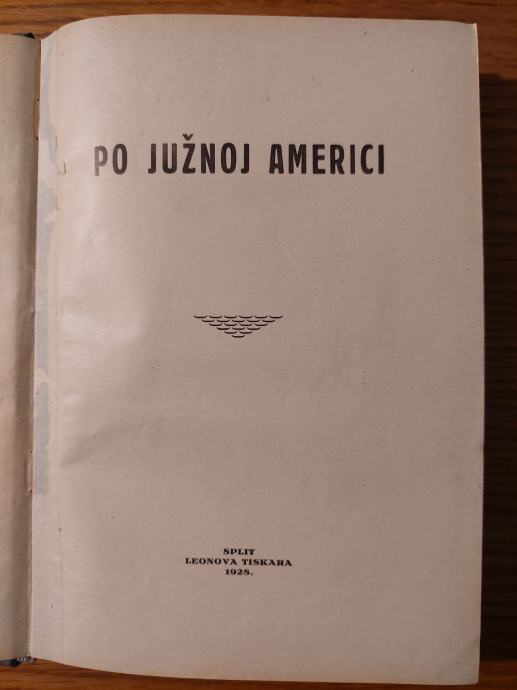 PO JUŽNOJ AMERICI
SPLIT
LEONOVA TISKARA
1928.